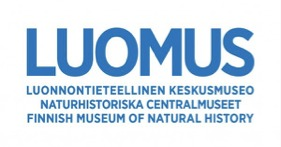 LUOMUS
LUONNONTIETEELLINEN KESKUSMUSEO
NATURHISTORISKA CENTRALMUSEET
FINNISH MUSEUM OF NATURAL HISTORY